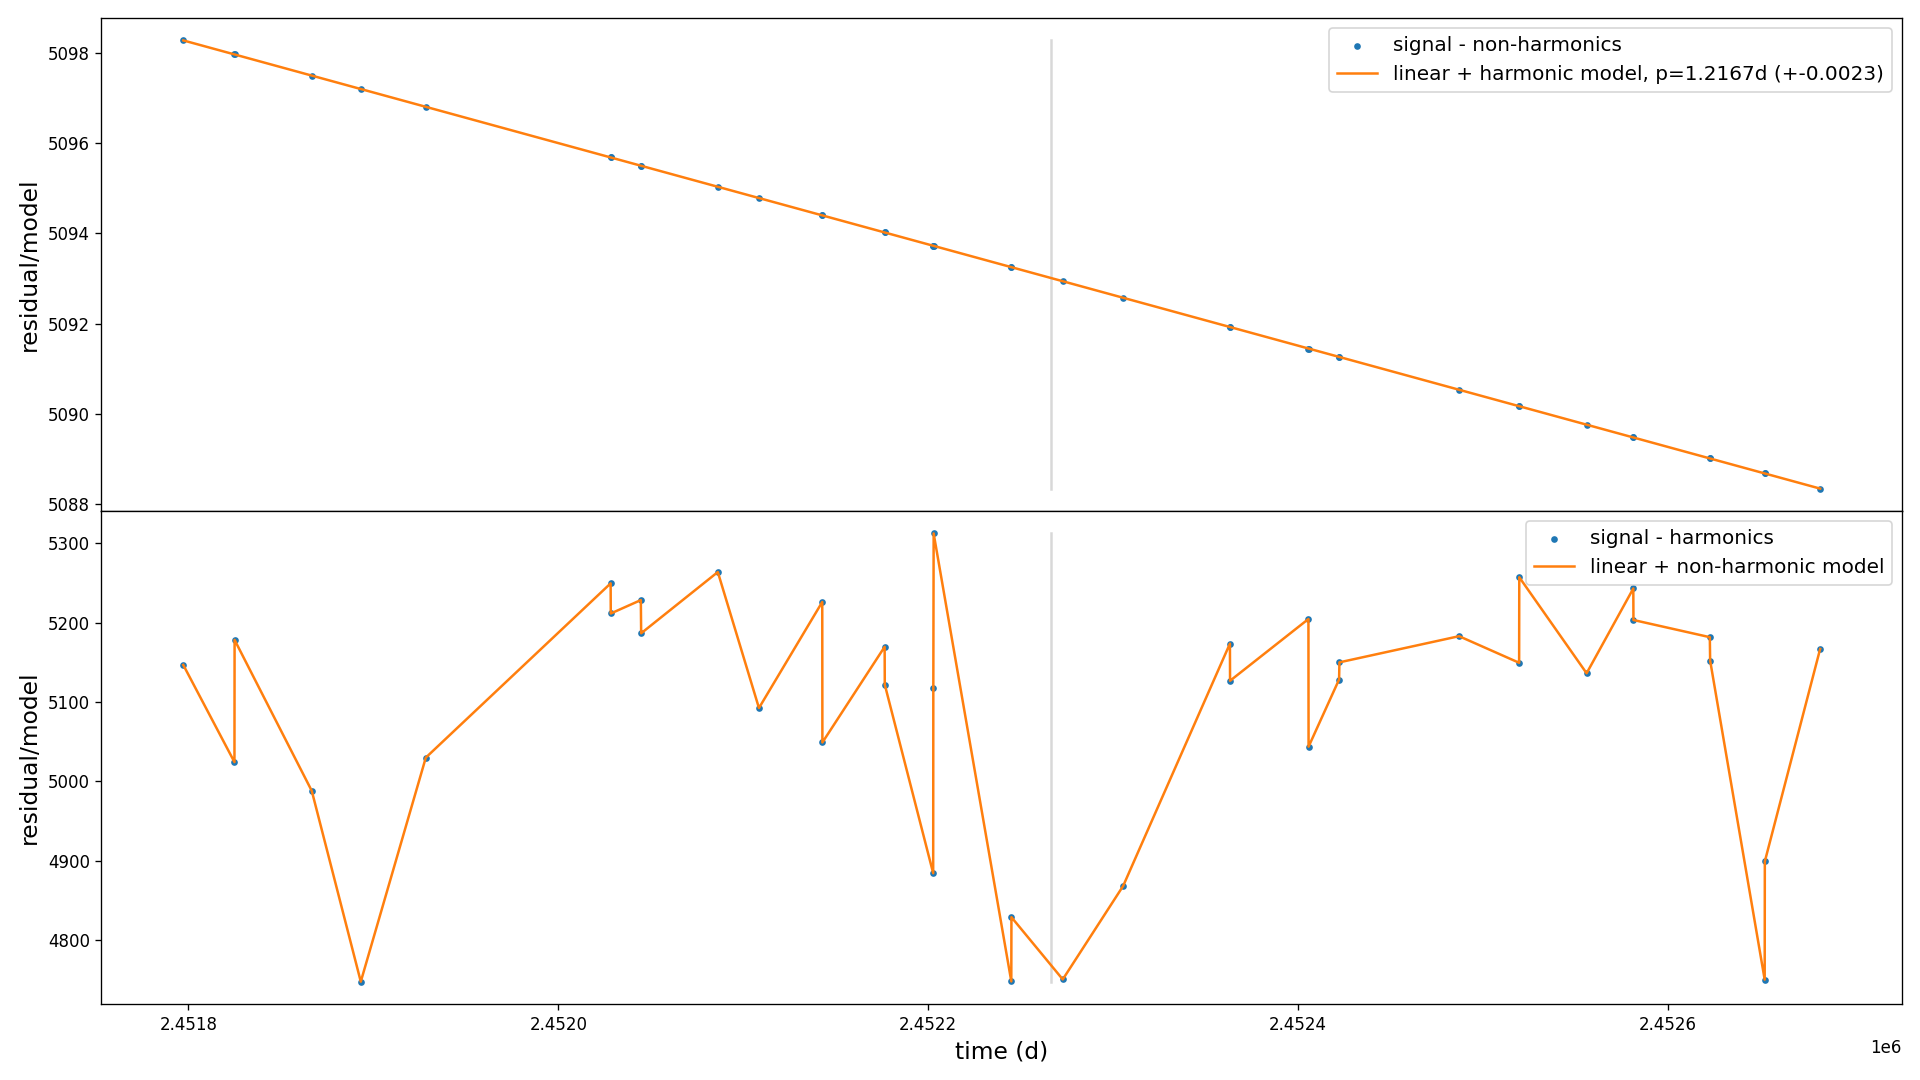 signal - non-harmonics
linear + harmonic model, p=1.2167d (+-0.0023)
residual/model
5098
5096
5094
5092
5090
5088
signal - harmonics
linear + non-harmonic model
residual/model
5300
5200
5100
5000
4900
4800
2.4518
2.4520
2.4522
2.4524
2.4526
1e6
time (d)